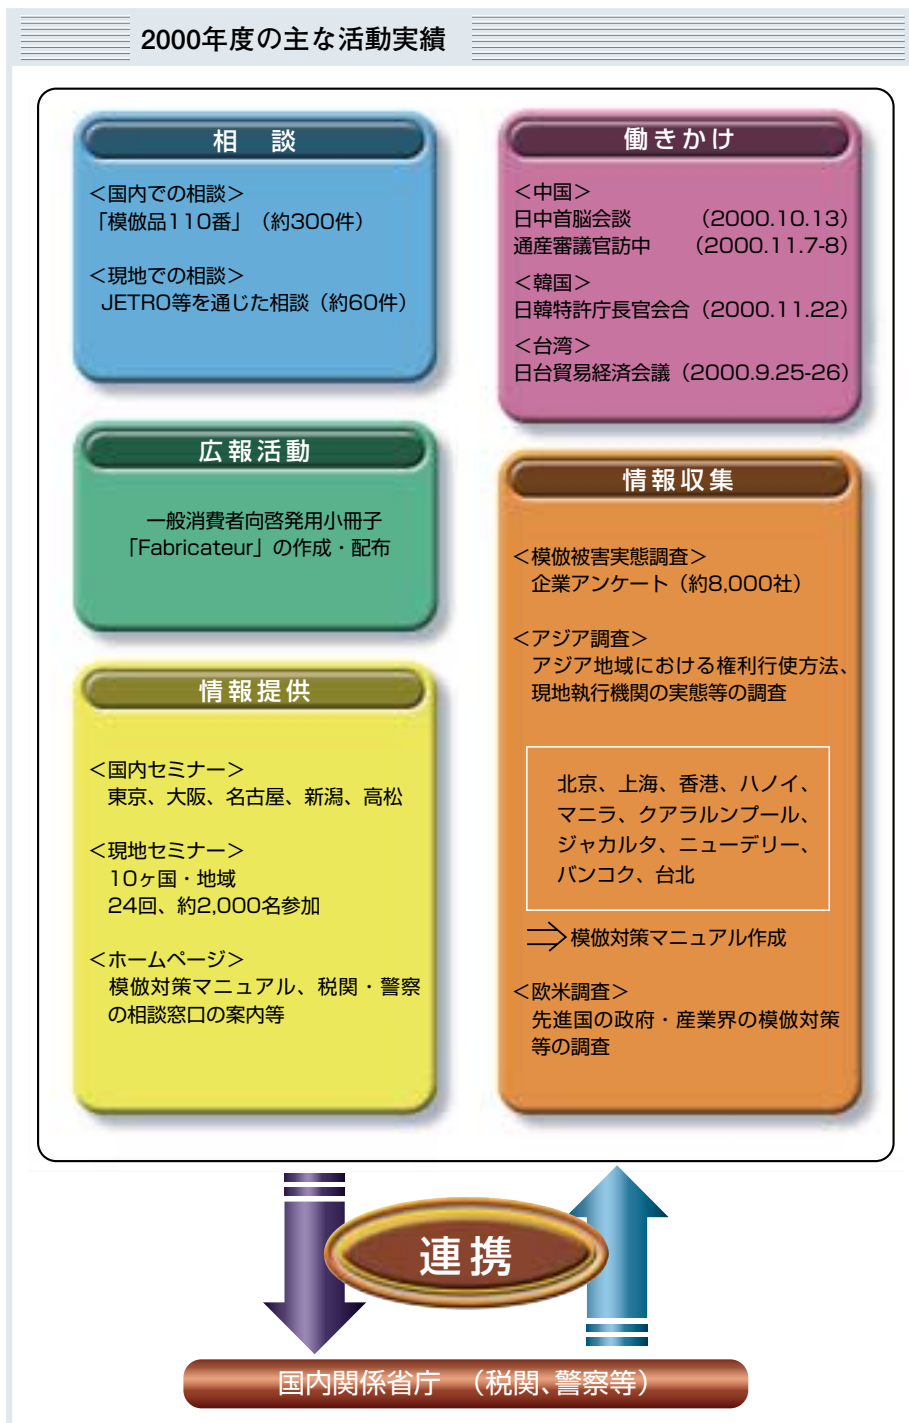 2000年度の主な活動実績
相　談
＜国内での相談＞
「模倣品110番」（約300件）
＜現地での相談＞
JETRO等を通じた相談（約60件）
広報活動
一般消費者向啓発用小冊子
「Fabricateur」の作成・配布
情報提供
＜国内セミナー＞
東京、大阪、名古屋、新潟、高松
＜現地セミナー＞
10ヶ国・地域
24回、約2,000名参加
＜ホームページ＞
模倣対策マニュアル、税関・警察
の相談窓口の案内等
働きかけ
＜中国＞
日中首脳会談　（2000.10.13）
通産審議官訪中　（2000.11.7-8）
＜韓国＞
日韓特許庁長官会合（2000.11.22）
＜台湾＞
日台貿易経済会議（2000.9.25-26）
情報収集
＜模倣被害実態調査＞
企業アンケート（約8,000社）
＜アジア調査＞
アジア地域における権利行使方法、
現地執行機関の実態等の調査
北京、上海、香港、ハノイ、
マニラ、クアラルンプール、
ジャカルタ、ニューデリー、
バンコク、台北
⇒模倣対策マニュアル作成
＜欧米調査＞
先進国の政府・産業界の模倣対策
等の調査
連携
国内関係省庁　（税関、警察等）